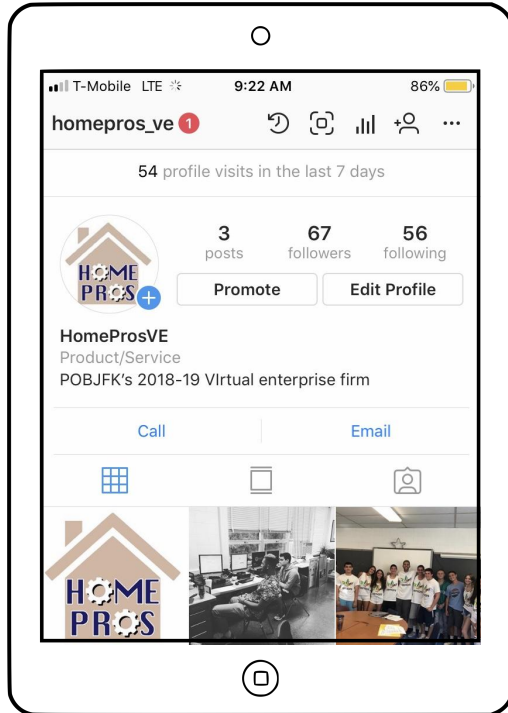 T-Mobile LTE 9:22 AM 86%
homepros_ve 1
54 profile visits in the last 7 days
3 67 56
posts followers following
HOME
PROS
Promote Edit Profile
HomeProsVE
Product/Service
POBJFK's 2018-19 VIrtual enterprise firm
Call Email
HOME
PROS